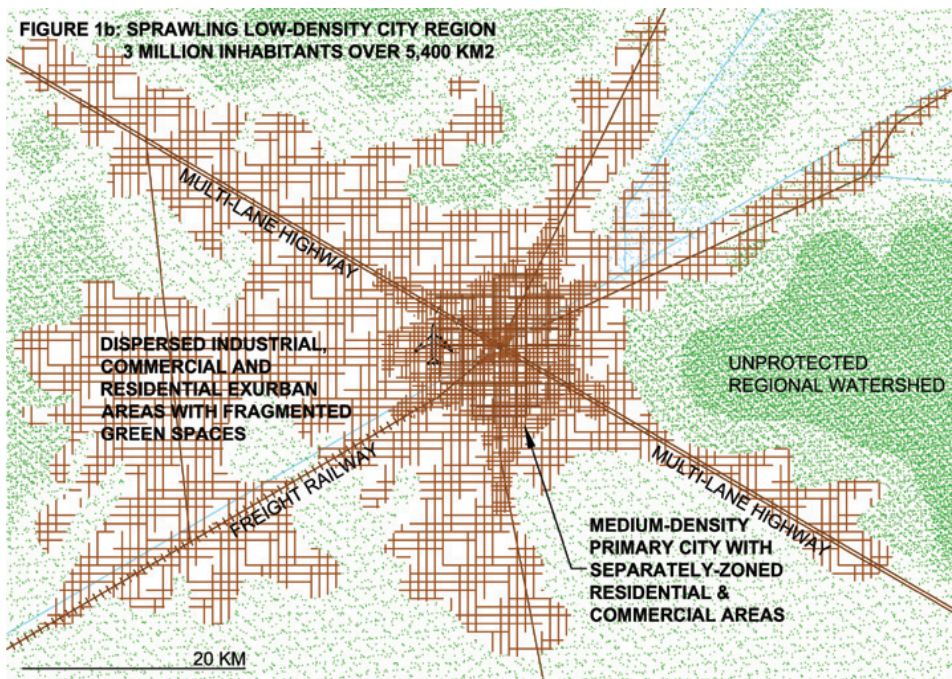 FIGURE 1b: SPRAWLING LOW-DENSITY CITY REGION
3 MILLION INHABITANTS OVER 5,400 KM2
MULTI-LANE HIGHWAY
DISPERSED INDUSTRIAL,
COMMERCIAL AND
RESIDENTIAL EXURBAN
AREAS WITH FRAGMENTED
GREEN SPACES
UNPROTECTED
REGIONAL WATERSHED
FREIGHT RAILWAY
MULTI-LANE HIGHWAY
MEDIUM-DENSITY
PRIMARY CITY WITH
SEPARATELY-ZONED
RESIDENTIAL &
COMMERCIAL AREAS
20 KM